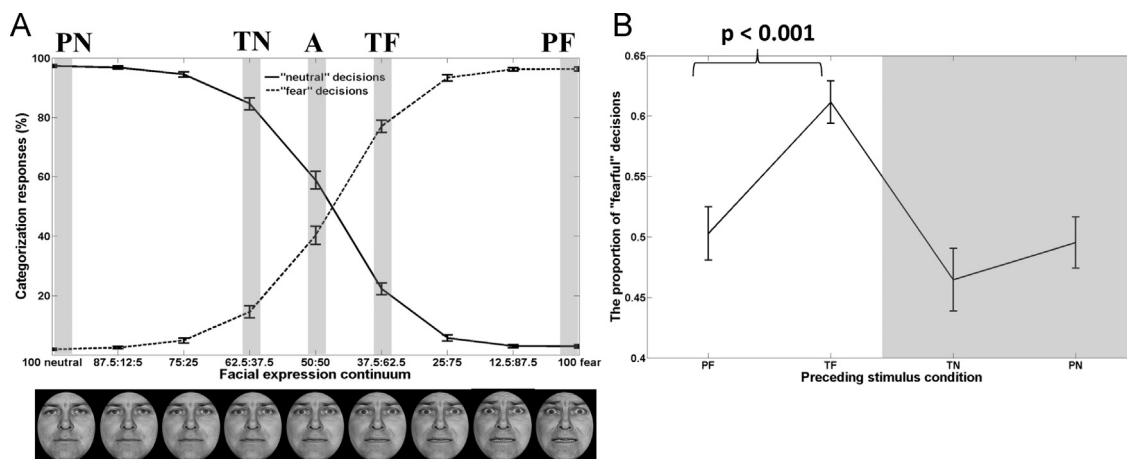 A
PN TN A TF PF
Categorization responses (%)
100
80
60
40
20
"neutral" decisions
"fear" decisions
100 neutral 87.5:12.5 75:25 62.5:37.5 50:50 37.5:62.5 25:75 12.5:87.5 100 fear
Facial expression continuum
B
p < 0.001
The proportion of "fearful" decisions
0.65
0.6
0.55
0.5
0.45
0.4
PF TF TN PN
Preceding stimulus condition